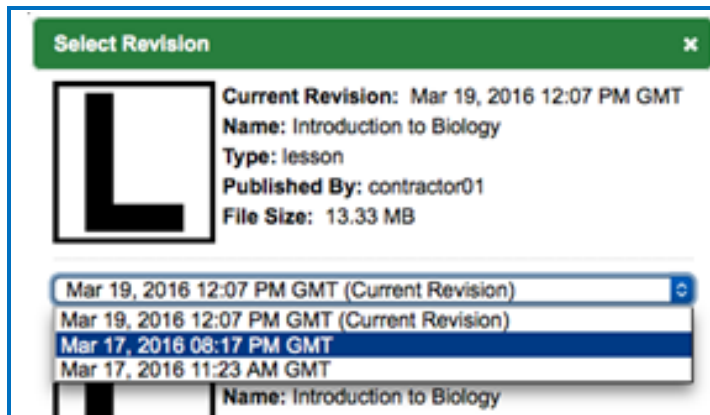 Select Revision ×
L
Current Revision: Mar 19, 2016 12:07 PM GMT
Name: Introduction to Biology
Type: lesson
Published By: contractor01
File Size: 13.33 MB
Mar 19, 2016 12:07 PM GMT (Current Revision)
Mar 19, 2016 12:07 PM GMT (Current Revision)
Mar 17, 2016 08:17 PM GMT
Mar 17, 2016 11:23 AM GMT
Name: Introduction to Biology